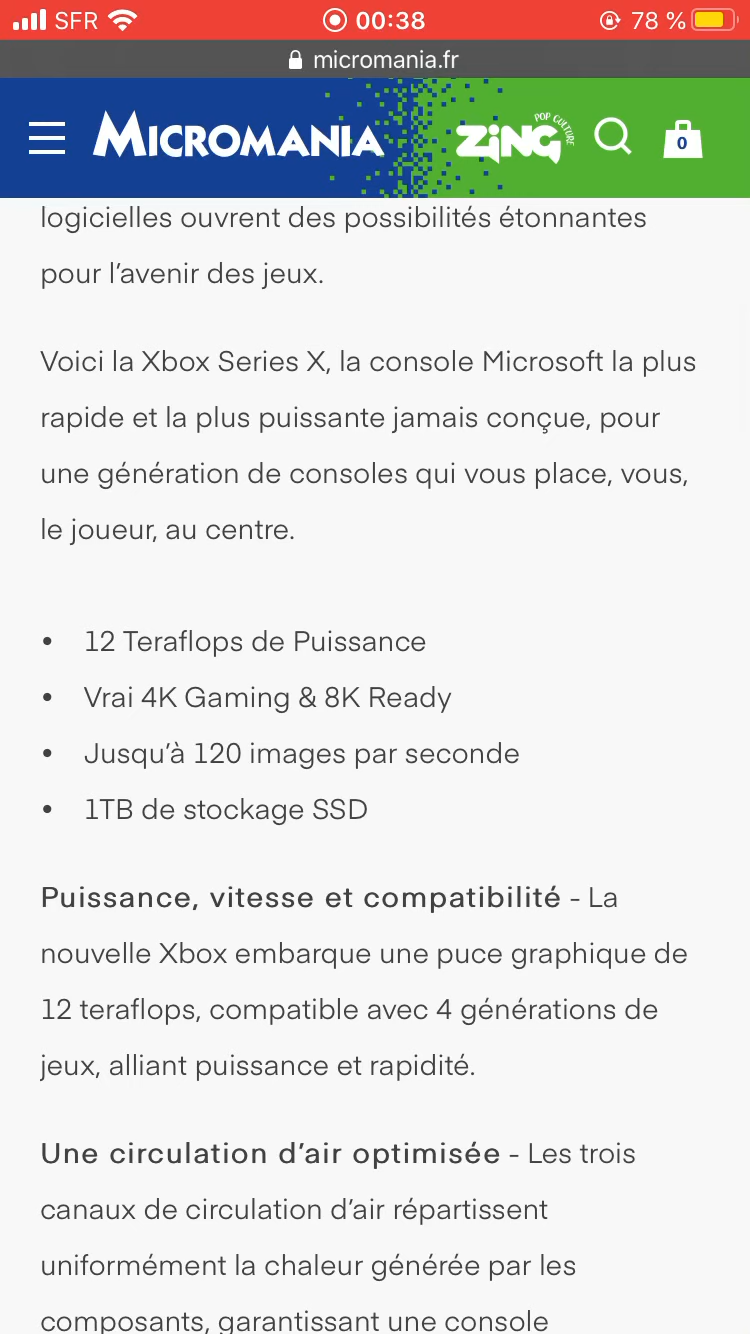 SFR 00:38 78 %
micromania.fr
MICROMANIA ZiNG POP CULTURE 0
logicielles ouvrent des possibilités étonnantes
pour l’avenir des jeux.
Voici la Xbox Series X, la console Microsoft la plus
rapide et la plus puissante jamais conçue, pour
une génération de consoles qui vous place, vous,
le joueur, au centre.
• 12 Teraflops de Puissance
• Vrai 4K Gaming & 8K Ready
• Jusqu’à 120 images par seconde
• 1TB de stockage SSD
Puissance, vitesse et compatibilité - La
nouvelle Xbox embarque une puce graphique de
12 teraflops, compatible avec 4 générations de
jeux, alliant puissance et rapidité.
Une circulation d’air optimisée - Les trois
canaux de circulation d’air répartissent
uniformément la chaleur générée par les
composants, garantissant une console